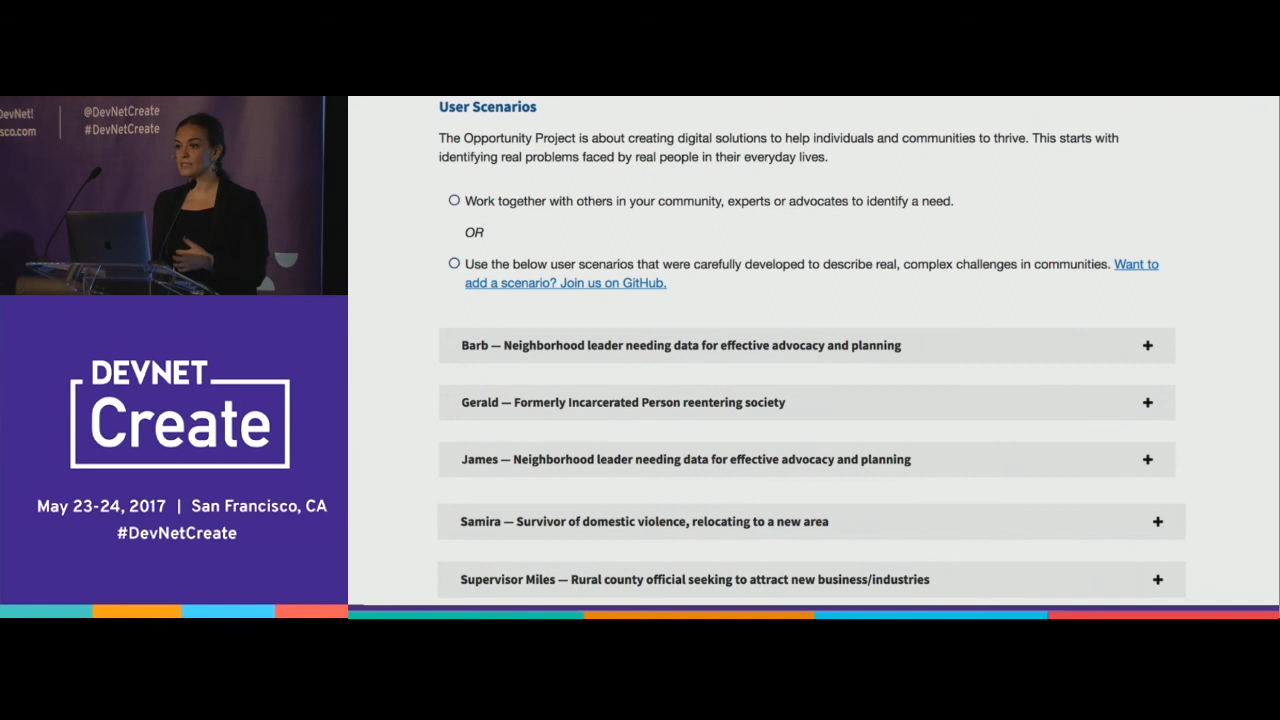 DevNet!
sco.com
@DevNetCreate
#DevNetCreate
DEVNET
Create
May 23-24, 2017 | San Francisco, CA
#DevNetCreate
User Scenarios
The Opportunity Project is about creating digital solutions to help individuals and communities to thrive. This starts with
identifying real problems faced by real people in their everyday lives.
Work together with others in your community, experts or advocates to identify a need.
OR
Use the below user scenarios that were carefully developed to describe real, complex challenges in communities. Want to
add a scenario? Join us on GitHub.
Barb — Neighborhood leader needing data for effective advocacy and planning +
Gerald — Formerly Incarcerated Person reentering society +
James — Neighborhood leader needing data for effective advocacy and planning +
Samira — Survivor of domestic violence, relocating to a new area +
Supervisor Miles — Rural county official seeking to attract new business/industries +